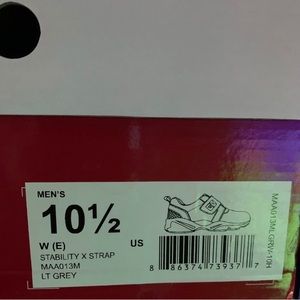 MEN'S
10½
W (E)
US
STABILITY X STRAP
MAA013M
LT GREY
8 86374 73937 7
MAA013MLGRW-10H